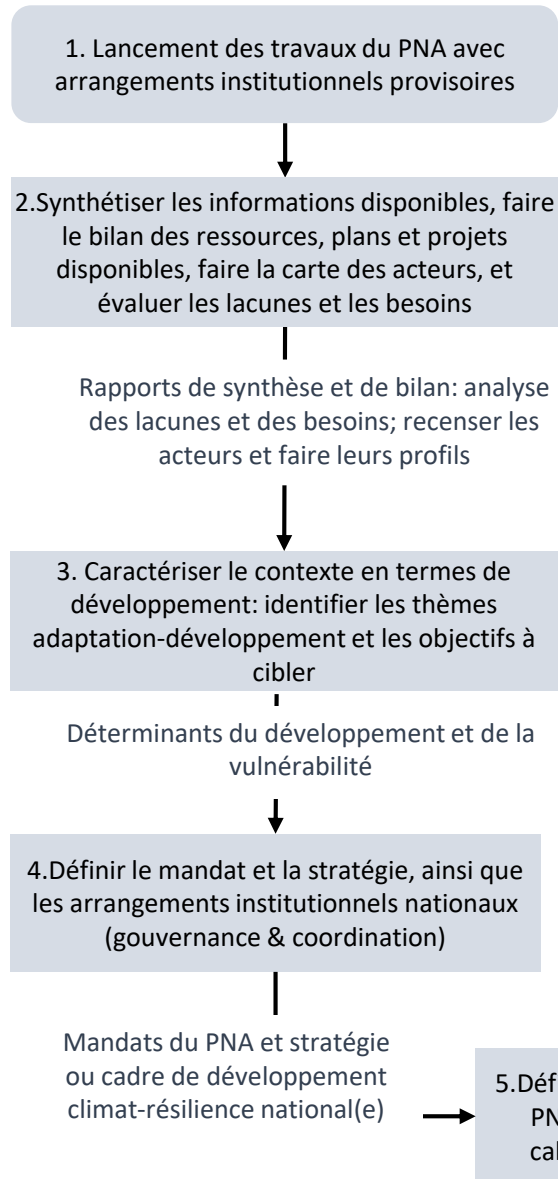 1. Lancement des travaux du PNA avec
arrangements institutionnels provisoires
2.Synthétiser les informations disponibles, faire
le bilan des ressources, plans et projets
disponibles, faire la carte des acteurs, et
évaluer les lacunes et les besoins
Rapports de synthèse et de bilan: analyse
des lacunes et des besoins; recenser les
acteurs et faire leurs profils
3. Caractériser le contexte en termes de
développement: identifier les thèmes
adaptation-développement et les objectifs à
cibler
Déterminants du développement et de la
vulnérabilité
4.Définir le mandat et la stratégie, ainsi que
les arrangements institutionnels nationaux
(gouvernance & coordination)
Mandats du PNA et stratégie
ou cadre de développement
climat-résilience national(e)
5.Déf